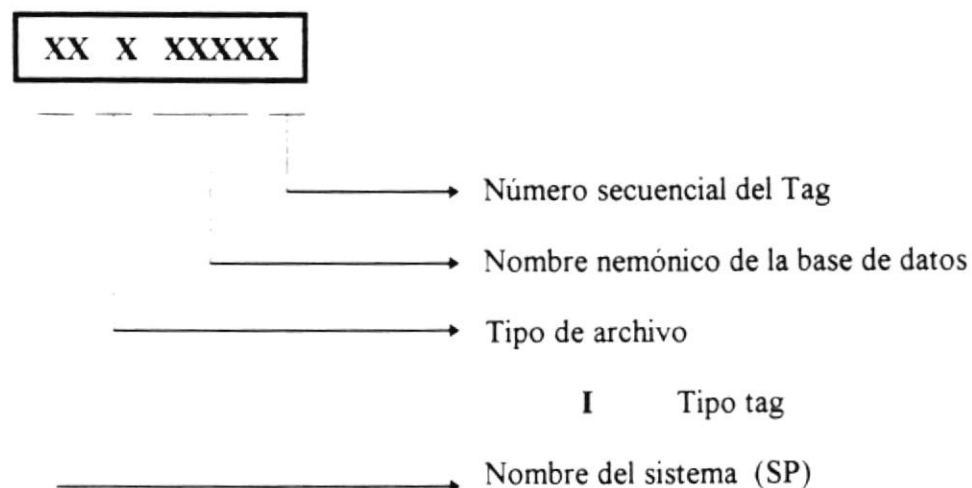 XX X XXXXX
Número secuencial del Tag
Nombre nemónico de la base de datos
Tipo de archivo
I Tipo tag
Nombre del sistema (SP)